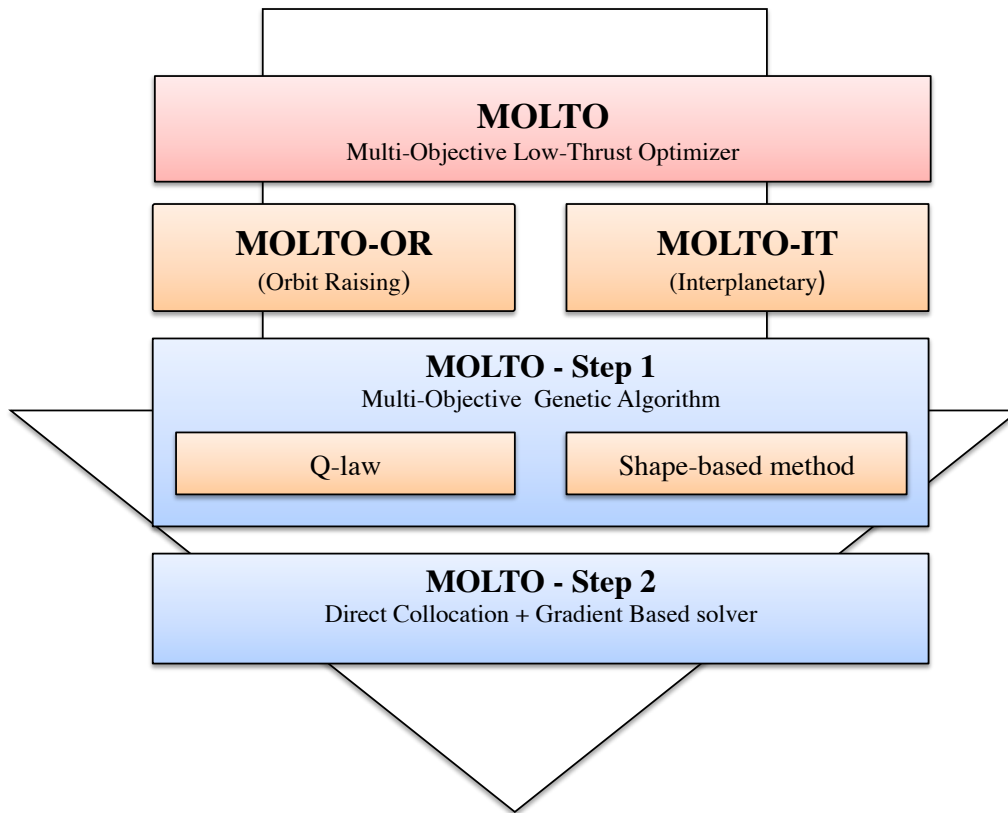 MOLTO
Multi-Objective Low-Thrust Optimizer
MOLTO-OR
(Orbit Raising)
MOLTO-IT
(Interplanetary)
MOLTO - Step 1
Multi-Objective Genetic Algorithm
Q-law
Shape-based method
MOLTO - Step 2
Direct Collocation + Gradient Based solver